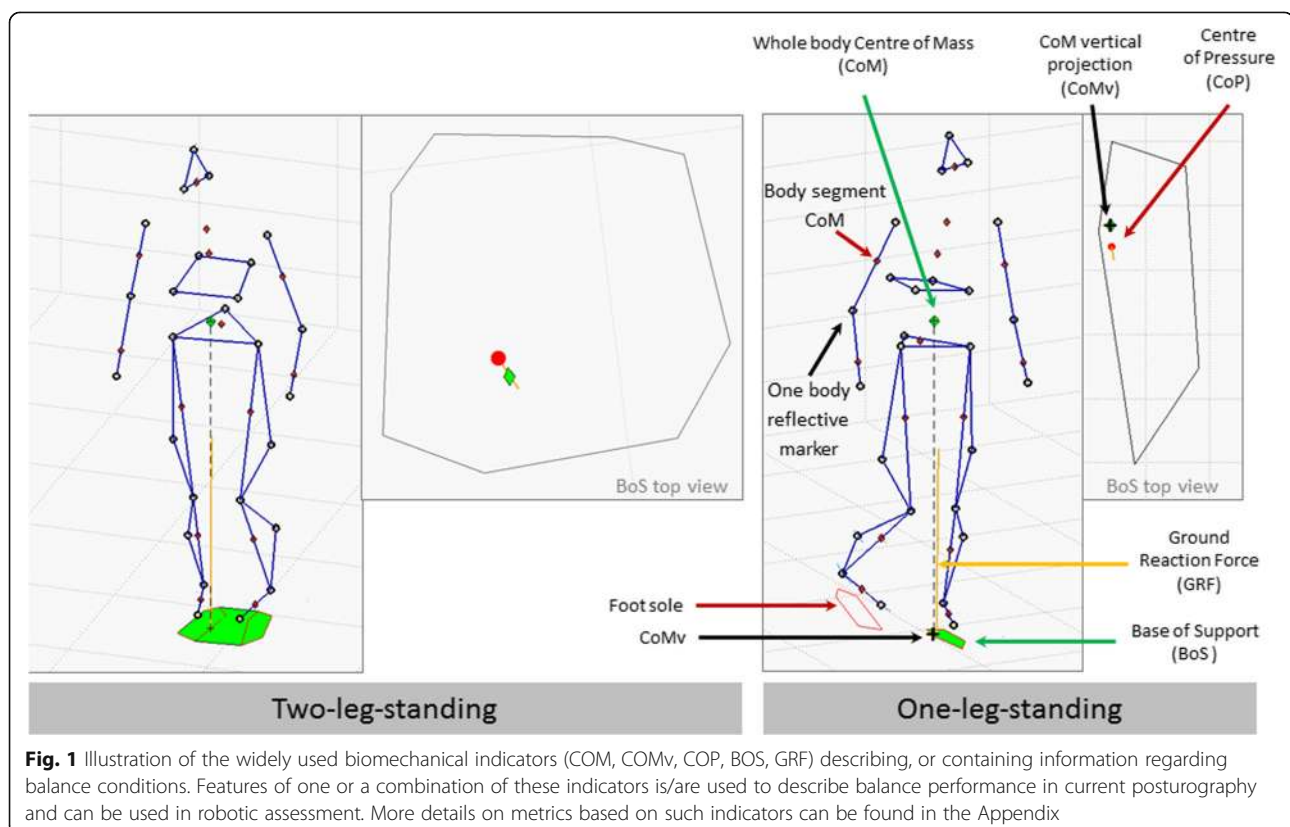 Whole body Centre of Mass
(CoM)
CoM vertical
projection
(CoMv)
Centre
of Pressure
(CoP)
Body segment
CoM
One body
reflective
marker
BoS top view
BoS top view
Ground
Reaction Force
(GRF)
Foot sole
CoMv
Base of Support
(BoS)
Two-leg-standing
One-leg-standing
Fig. 1 Illustration of the widely used biomechanical indicators (COM, COMv, COP, BOS, GRF) describing, or containing information regarding
balance conditions. Features of one or a combination of these indicators is/are used to describe balance performance in current posturography
and can be used in robotic assessment. More details on metrics based on such indicators can be found in the Appendix